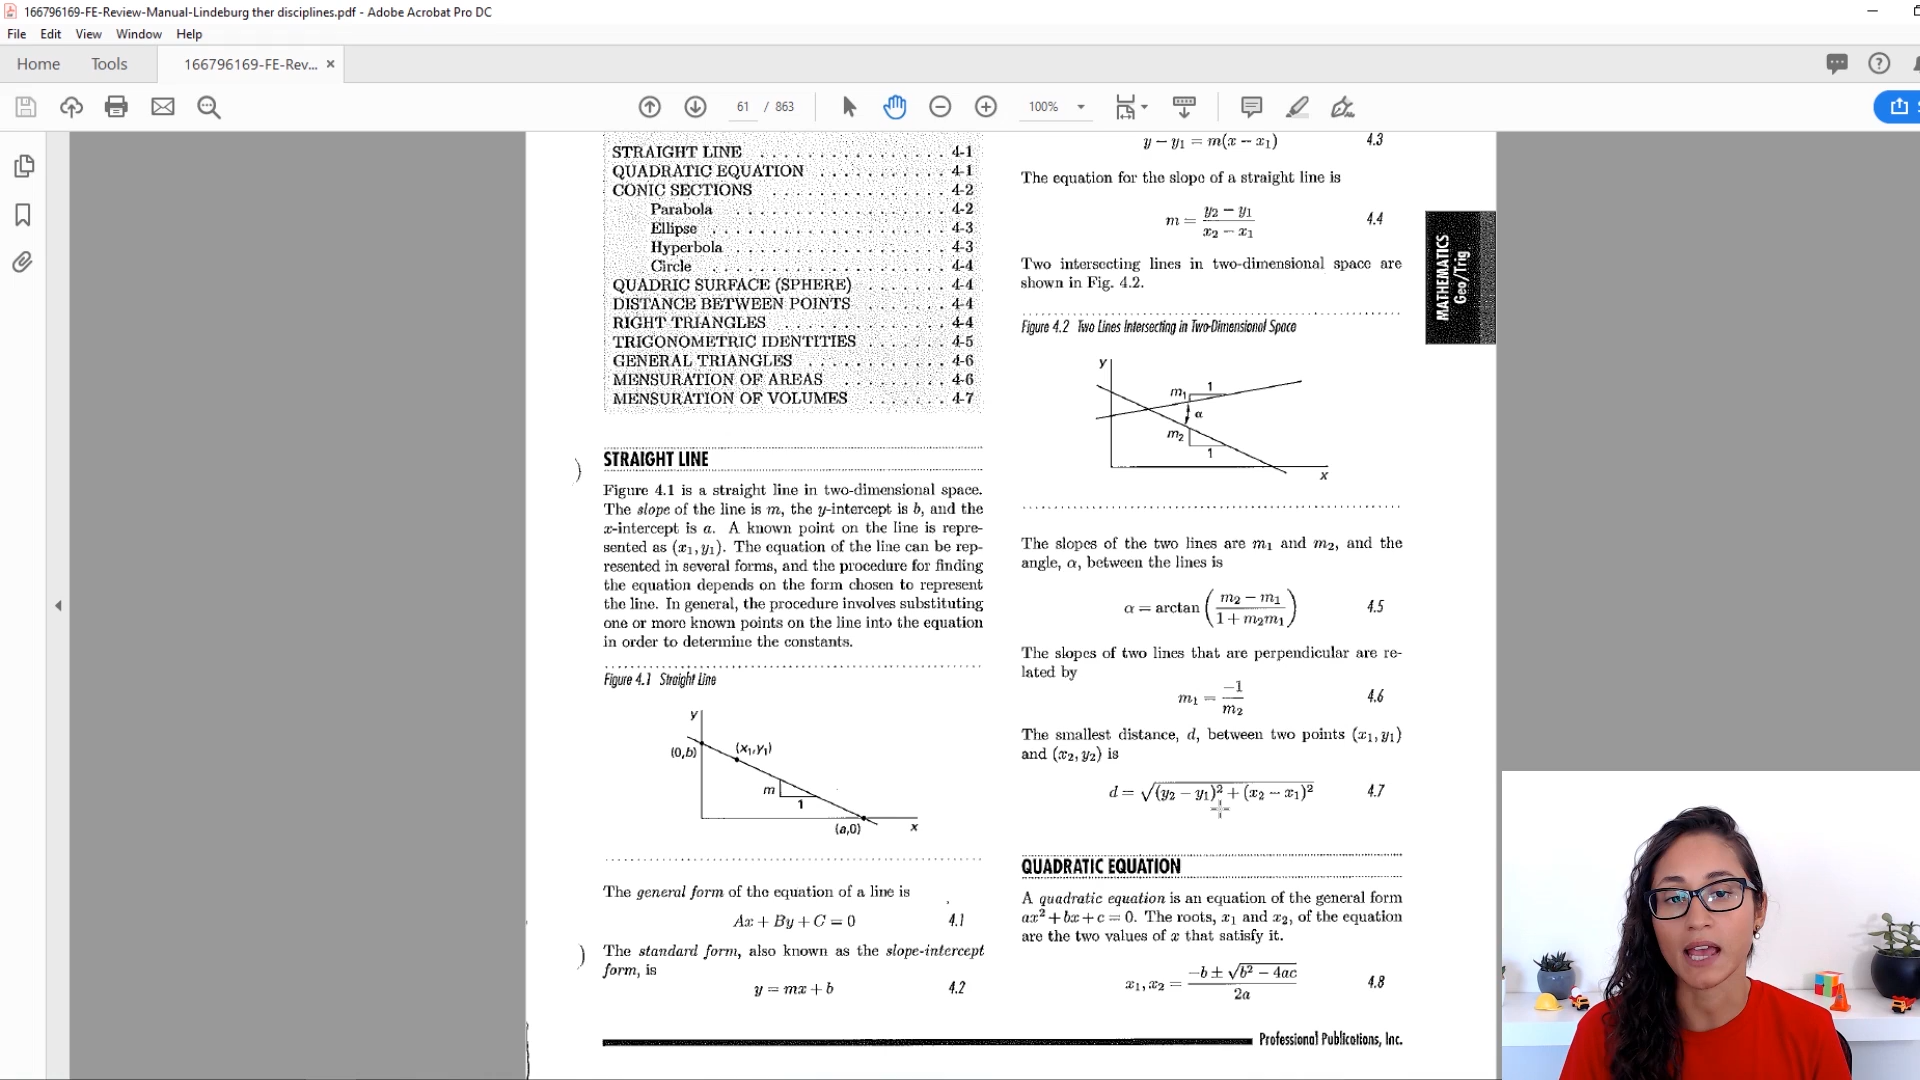 166796169-FE-Review-Manual-Lindeburg ther disciplines.pdf - Adobe Acrobat Pro DC
File Edit View Window Help
Home Tools 166796169-FE-Rev... ×
61 / 863 100%
STRAIGHT LINE . . . . . . . . . . . . . . . 4-1
QUADRATIC EQUATION . . . . . . . . . . 4-1
CONIC SECTIONS . . . . . . . . . . . . . . 4-2
Parabola . . . . . . . . . . . . . . . . 4-2
Ellipse . . . . . . . . . . . . . . . . . 4-3
Hyperbola . . . . . . . . . . . . . . . 4-3
Circle . . . . . . . . . . . . . . . . . . 4-4
QUADRIC SURFACE (SPHERE) . . . . . . . 4-4
DISTANCE BETWEEN POINTS . . . . . . . 4-4
RIGHT TRIANGLES . . . . . . . . . . . . . 4-4
TRIGONOMETRIC IDENTITIES . . . . . . . 4-5
GENERAL TRIANGLES . . . . . . . . . . . 4-6
MENSURATION OF AREAS . . . . . . . . . 4-6
MENSURATION OF VOLUMES . . . . . . . 4-7
STRAIGHT LINE
Figure 4.1 is a straight line in two-dimensional space.
The slope of the line is m, the y-intercept is b, and the
x-intercept is a. A known point on the line is repre-
sented as (x₁, y₁). The equation of the line can be rep-
resented in several forms, and the procedure for finding
the equation depends on the form chosen to represent
the line. In general, the procedure involves substituting
one or more known points on the line into the equation
in order to determine the constants.
Figure 4.1 Straight Line
y
(0,b)
(x₁,y₁)
m
1
(a,0)
x
The general form of the equation of a line is
Ax + By + C = 0 4.1
The standard form, also known as the slope-intercept
form, is
y = mx + b 4.2
y − y₁ = m(x − x₁) 4.3
The equation for the slope of a straight line is
m = (y₂ − y₁)/(x₂ − x₁) 4.4
Two intersecting lines in two-dimensional space are
shown in Fig. 4.2.
Figure 4.2 Two Lines Intersecting in Two-Dimensional Space
y
m₁
1
α
m₂
1
x
The slopes of the two lines are m₁ and m₂, and the
angle, α, between the lines is
α = arctan ((m₂ − m₁)/(1 + m₂m₁)) 4.5
The slopes of two lines that are perpendicular are re-
lated by
m₁ = −1/m₂ 4.6
The smallest distance, d, between two points (x₁, y₁)
and (x₂, y₂) is
d = √((y₂ − y₁)² + (x₂ − x₁)²) 4.7
QUADRATIC EQUATION
A quadratic equation is an equation of the general form
ax² + bx + c = 0. The roots, x₁ and x₂, of the equation
are the two values of x that satisfy it.
x₁, x₂ = (−b ± √(b² − 4ac))/2a 4.8
Professional Publications, Inc.
MATHEMATICS
Geo/Trig